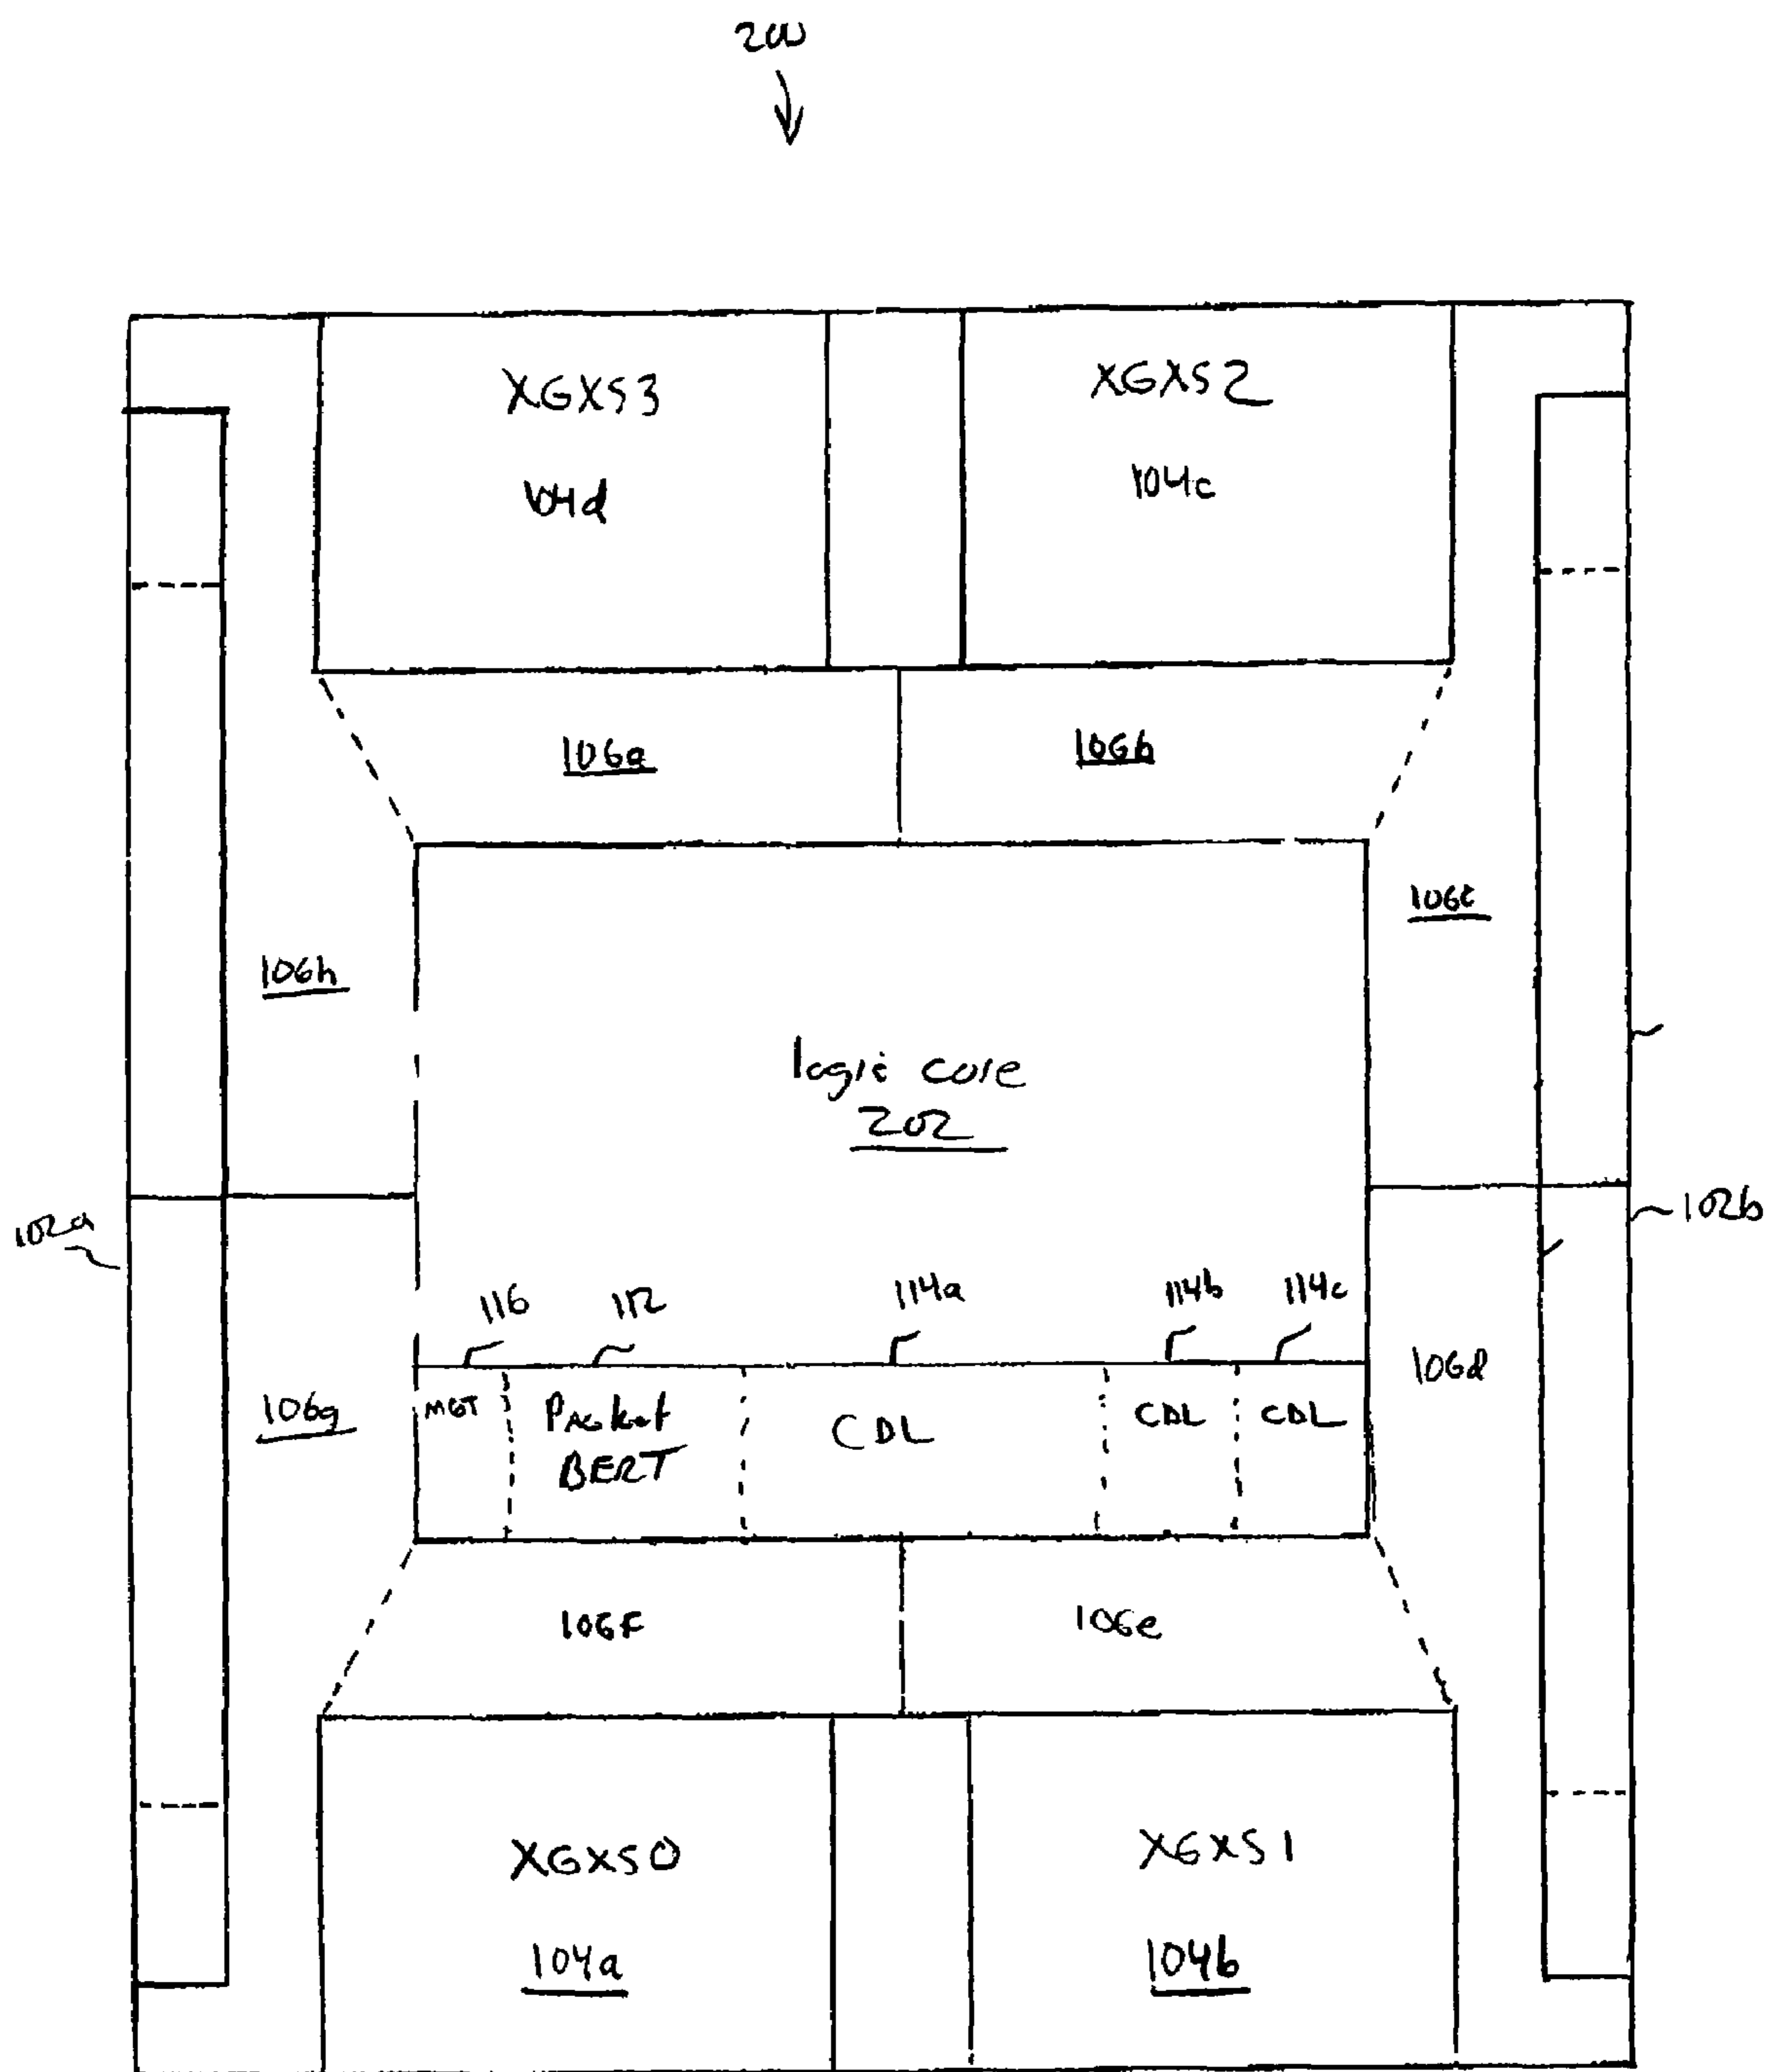 200
XGXS3
XGXS2
104d
104c
106a
106b
106c
106h
logic core
202
102a
102b
116
112
114a
114b
114c
106d
106g
MGT
Packet
BERT
CDL
CDL
CDL
106f
106e
XGXS0
XGXS1
104a
104b